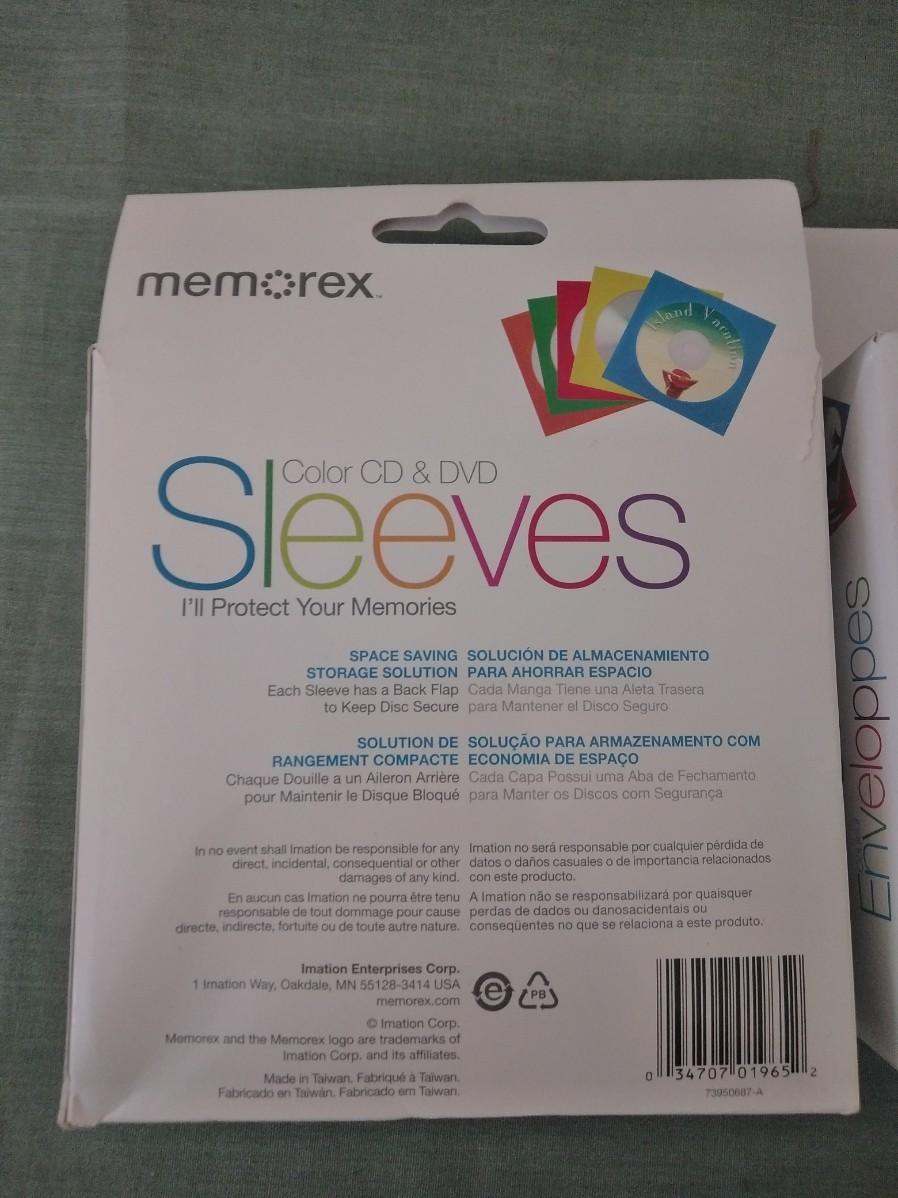 memorex™
Island Vacation
Color CD & DVD
Sleeves
I'll Protect Your Memories
SPACE SAVING
STORAGE SOLUTION
Each Sleeve has a Back Flap
to Keep Disc Secure
SOLUCIÓN DE ALMACENAMIENTO
PARA AHORRAR ESPACIO
Cada Manga Tiene una Aleta Trasera
para Mantener el Disco Seguro
SOLUTION DE
RANGEMENT COMPACTE
Chaque Douille a un Aileron Arrière
pour Maintenir le Disque Bloqué
SOLUÇÃO PARA ARMAZENAMENTO COM
ECONOMIA DE ESPAÇO
Cada Capa Possui uma Aba de Fechamento
para Manter os Discos com Segurança
In no event shall Imation be responsible for any
direct, incidental, consequential or other
damages of any kind.
Imation no será responsable por cualquier pérdida de
datos o daños casuales o de importancia relacionados
con este producto.
En aucun cas Imation ne pourra être tenu
responsable de tout dommage pour cause
directe, indirecte, fortuite ou de toute autre nature.
A Imation não se responsabilizará por quaisquer
perdas de dados ou danosacidentais ou
conseqüentes no que se relaciona a este produto.
Imation Enterprises Corp.
1 Imation Way, Oakdale, MN 55128-3414 USA
memorex.com
e
PB
© Imation Corp.
Memorex and the Memorex logo are trademarks of
Imation Corp. and its affiliates.
Made in Taiwan. Fabriqué à Taïwan.
Fabricado en Taiwán. Fabricado em Taiwan.
0 34707 01965 2
73950687-A
Enveloppes